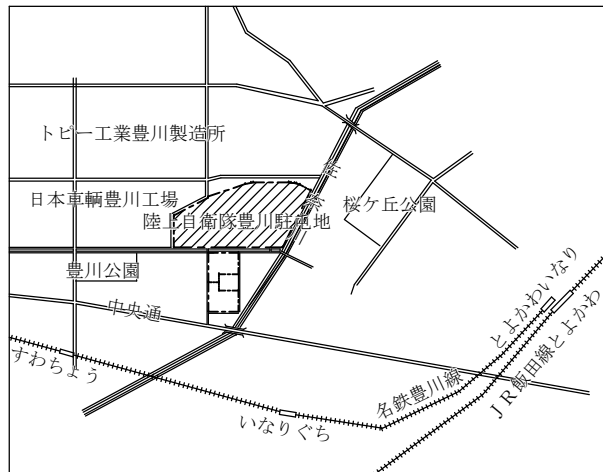 トピー工業豊川製造所
日本車輌豊川工場
陸上自衛隊豊川駐屯地
桜ケ丘公園
豊川公園
中央通
すわちょう
いなりぐち
名鉄豊川線
とよかわいなり
JR飯田線とよかわ